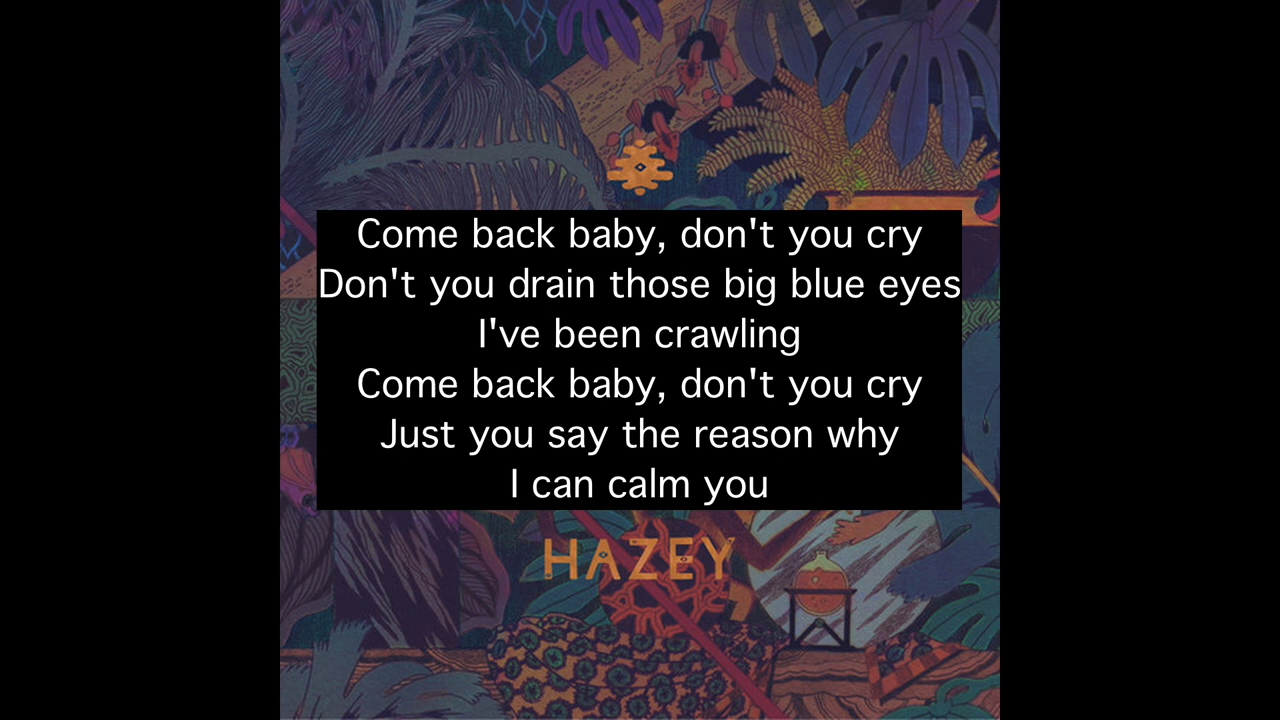 Come back baby, don't you cry
Don't you drain those big blue eyes
I've been crawling
Come back baby, don't you cry
Just you say the reason why
I can calm you
HAZEY